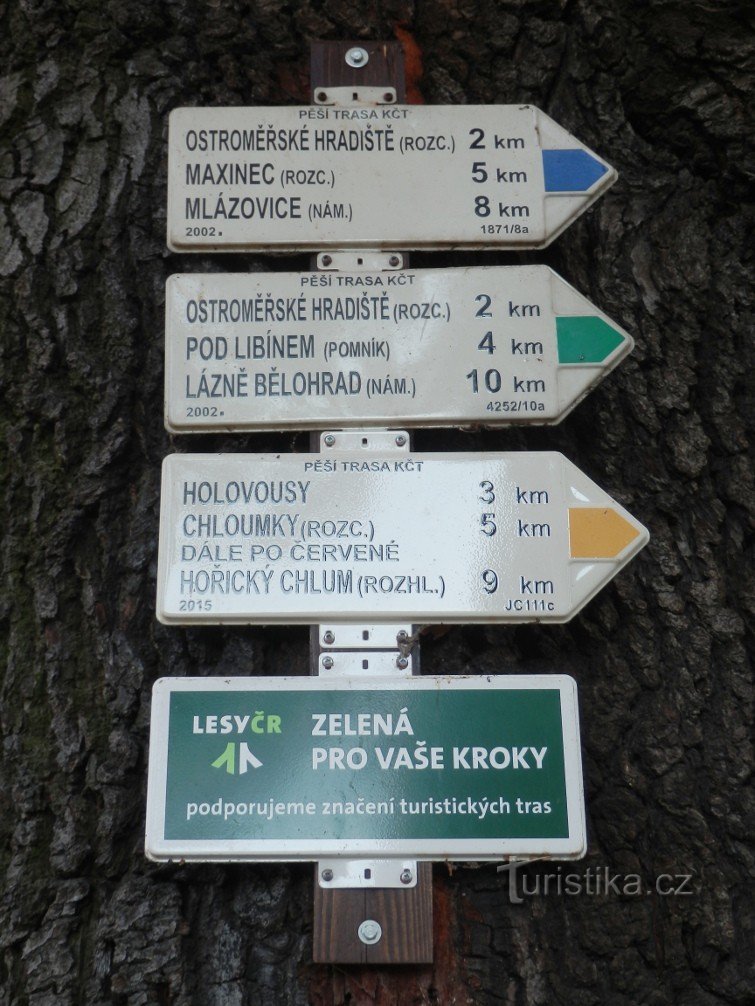 PĚŠÍ TRASA KČT
OSTROMĚŘSKÉ HRADIŠTĚ (ROZC.) 2 km
MAXINEC (ROZC.) 5 km
MLÁZOVICE (NÁM.) 8 km
2002. 1871/8a
PĚŠÍ TRASA KČT
OSTROMĚŘSKÉ HRADIŠTĚ (ROZC.) 2 km
POD LIBÍNEM (POMNÍK) 4 km
LÁZNĚ BĚLOHRAD (NÁM.) 10 km
2002. 4252/10a
PĚŠÍ TRASA KČT
HOLOVOUSY 3 km
CHLOUMKY (ROZC.) 5 km
DÁLE PO ČERVENÉ
HOŘICKÝ CHLUM (ROZHL.) 9 km
2015 JC111c
LESYČR ZELENÁ
PRO VAŠE KROKY
podporujeme značení turistických tras
Turistika.cz